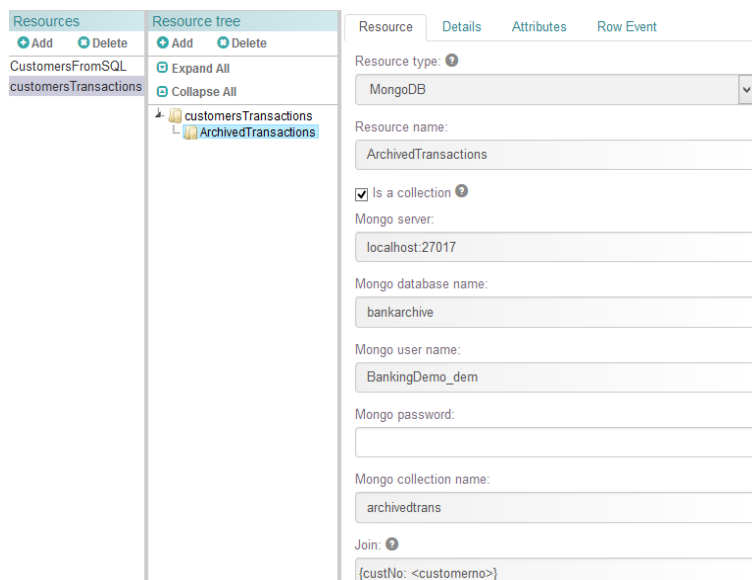 Resources
Add Delete
CustomersFromSQL
customersTransactions
Resource tree
Add Delete
Expand All
Collapse All
customersTransactions
ArchivedTransactions
Resource Details Attributes Row Event
Resource type:
MongoDB
Resource name:
ArchivedTransactions
Is a collection
Mongo server:
localhost:27017
Mongo database name:
bankarchive
Mongo user name:
BankingDemo_dem
Mongo password:
Mongo collection name:
archivedtrans
Join:
{custNo: <customerno>}